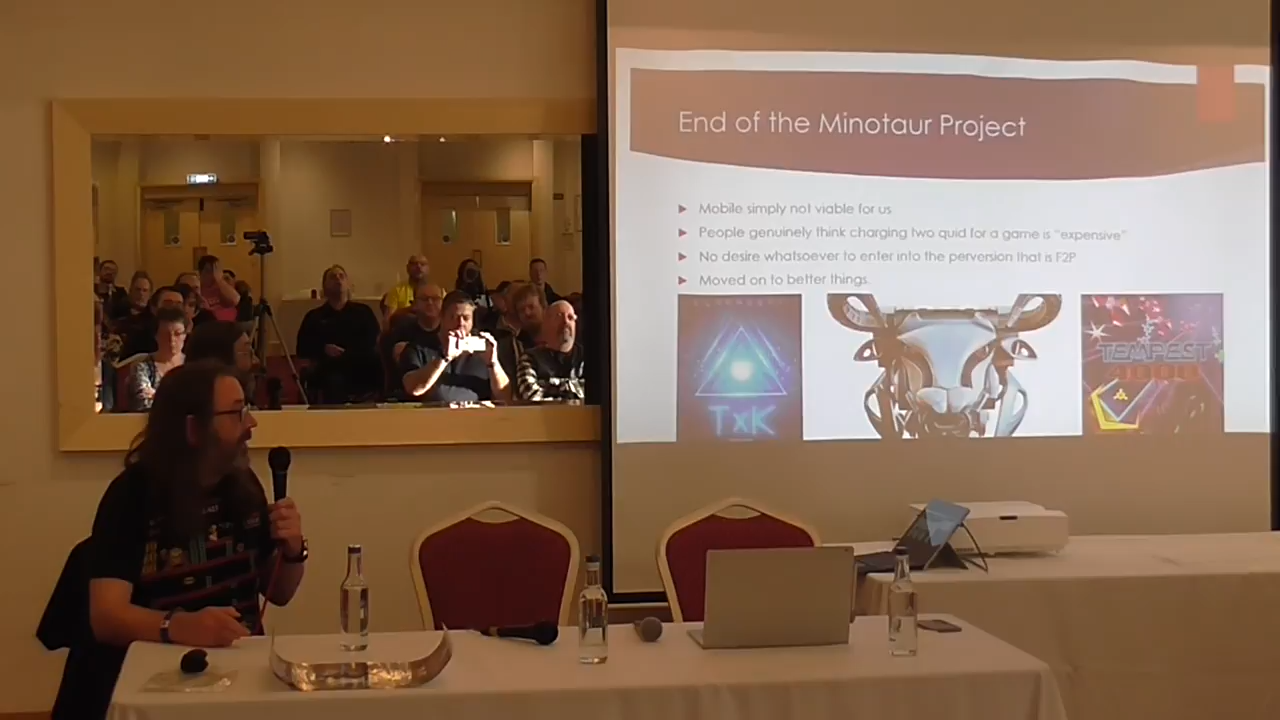 End of the Minotaur Project
Mobile simply not viable for us
People genuinely think charging two quid for a game is "expensive"
No desire whatsoever to enter into the perversion that is F2P
Moved on to better things.
TxK
TEMPEST
4000